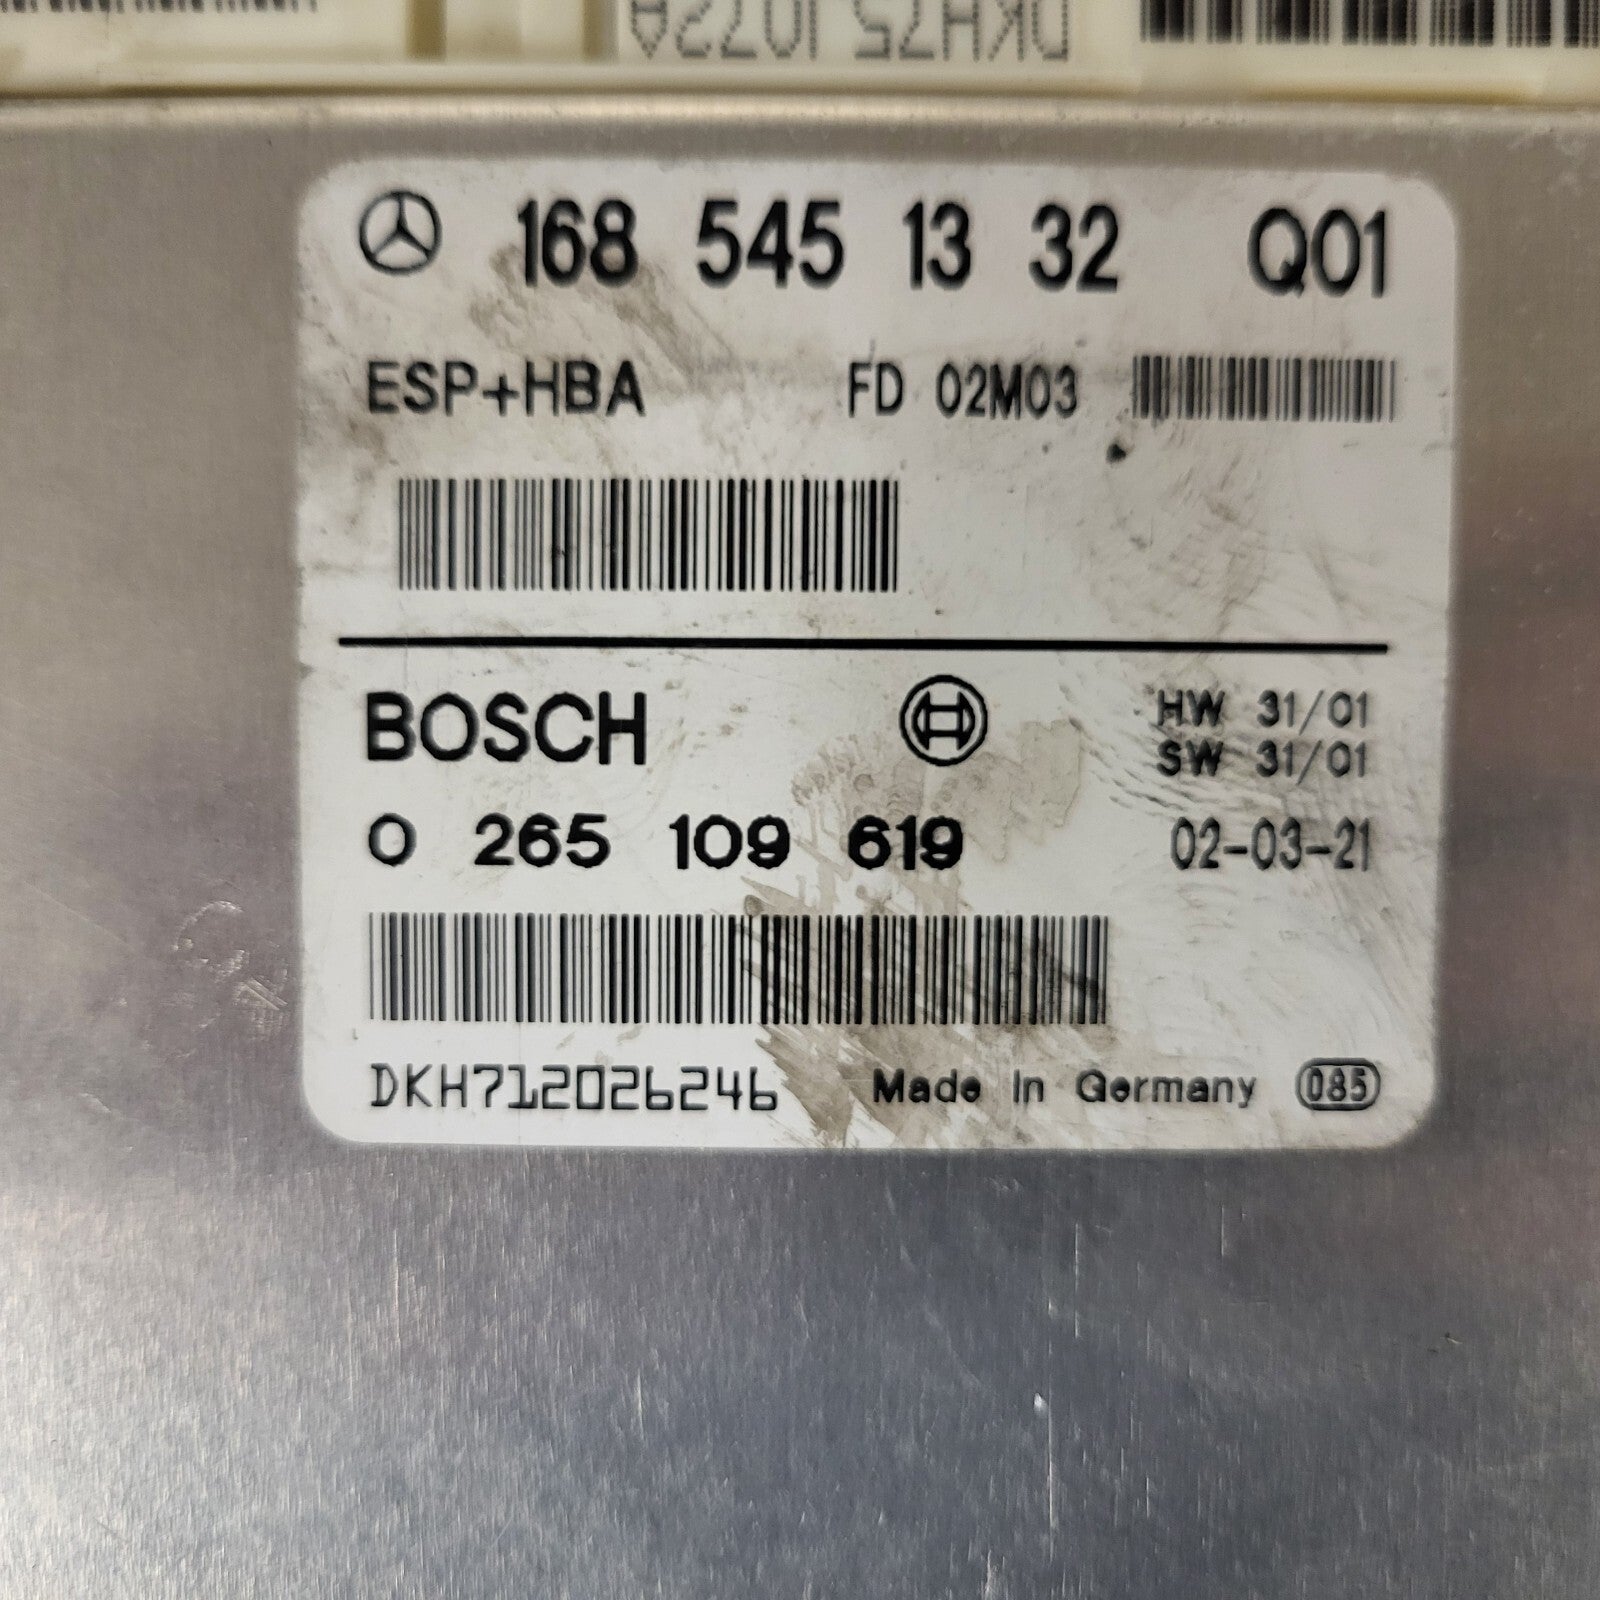 168 545 13 32 Q01
ESP+HBA FD 02M03
BOSCH HW 31/01
SW 31/01
0 265 109 619 02-03-21
DKH712026246 Made in Germany 085